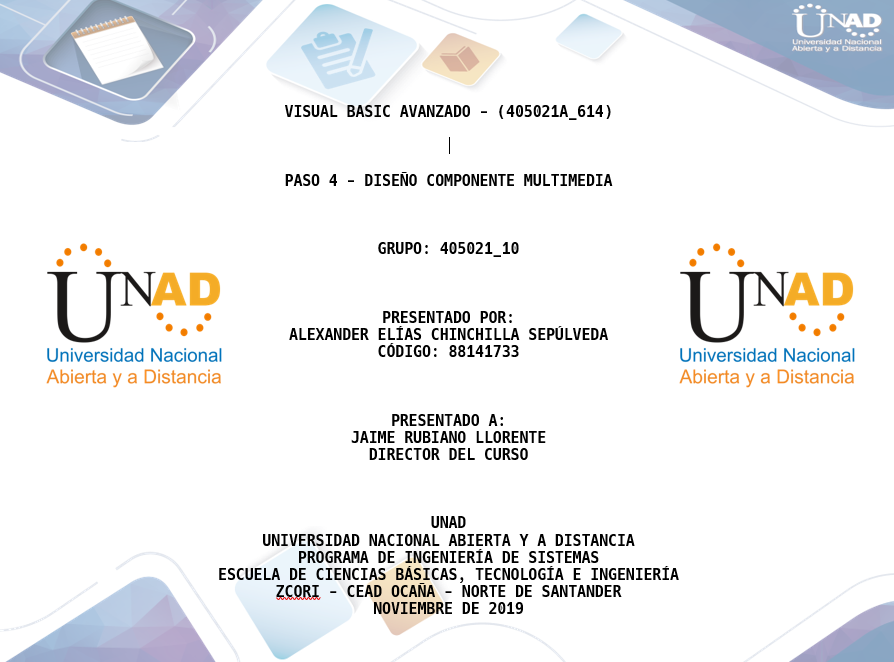 UNAD
Universidad Nacional
Abierta y a Distancia
VISUAL BASIC AVANZADO – (405021A_614)
PASO 4 – DISEÑO COMPONENTE MULTIMEDIA
GRUPO: 405021_10
UNAD
Universidad Nacional
Abierta y a Distancia
UNAD
Universidad Nacional
Abierta y a Distancia
PRESENTADO POR:
ALEXANDER ELÍAS CHINCHILLA SEPÚLVEDA
CÓDIGO: 88141733
PRESENTADO A:
JAIME RUBIANO LLORENTE
DIRECTOR DEL CURSO
UNAD
UNIVERSIDAD NACIONAL ABIERTA Y A DISTANCIA
PROGRAMA DE INGENIERÍA DE SISTEMAS
ESCUELA DE CIENCIAS BÁSICAS, TECNOLOGÍA E INGENIERÍA
ZCORI – CEAD OCAÑA – NORTE DE SANTANDER
NOVIEMBRE DE 2019